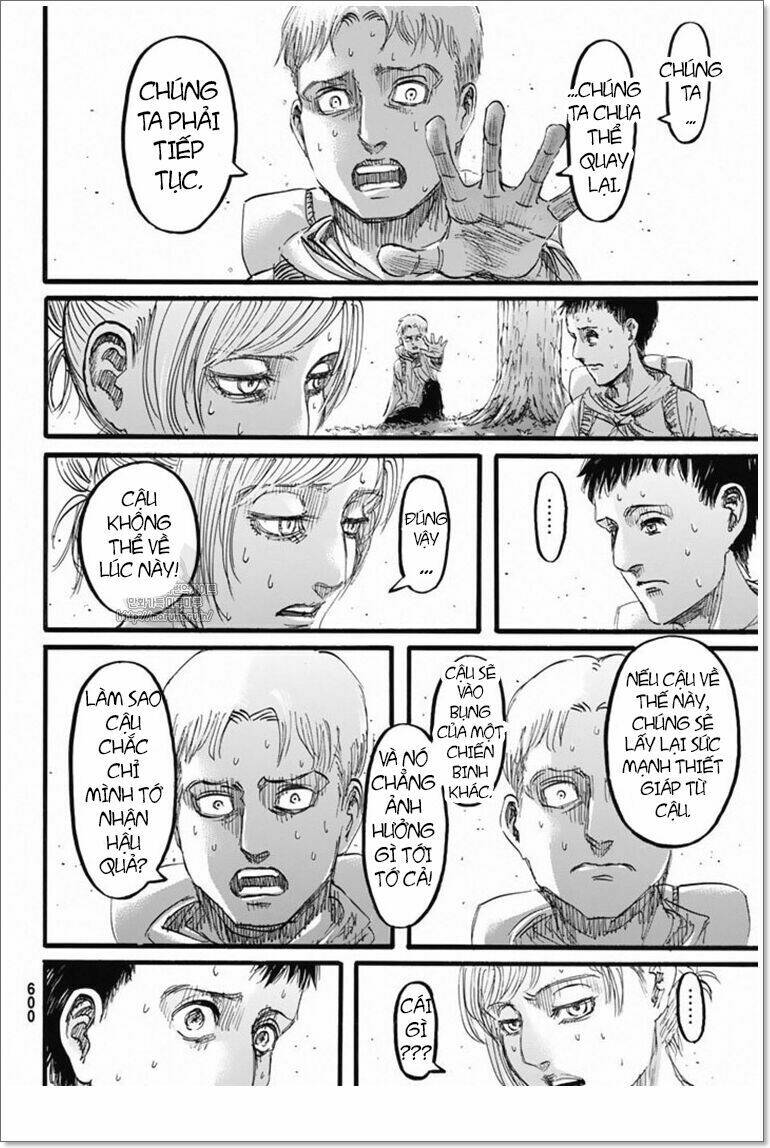 CHÚNG
TA
...
...CHÚNG
TA CHƯA
THỂ
QUAY
LẠI.
CHÚNG
TA PHẢI
TIẾP
TỤC.
......
ĐÚNG
VẬY
...
CẬU
KHÔNG
THỂ VỀ
LÚC NÀY!
http://marumaru.in/
NẾU CẬU VỀ
THẾ NÀY,
CHÚNG SẼ
LẤY LẠI SỨC
MẠNH THIẾT
GIÁP TỪ
CẬU.
CẬU SẼ
VÀO
BỤNG
CỦA MỘT
CHIẾN
BINH
KHÁC.
VÀ NÓ
CHẲNG
ẢNH
HƯỞNG
GÌ TỚI
TỚ CẢ!
LÀM SAO
CẬU
CHẮC
CHỈ
MÌNH TỚ
NHẬN
HẬU
QUẢ?
......
CÁI
GÌ
???
600